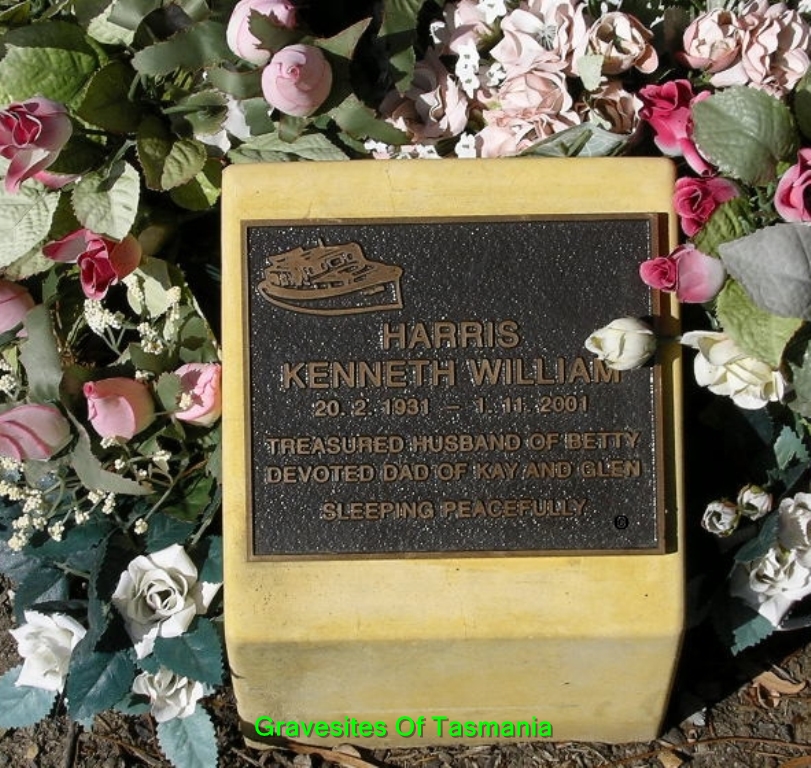 HARRIS
KENNETH WILLIAM
20. 2. 1931 – 1. 11. 2001
TREASURED HUSBAND OF BETTY
DEVOTED DAD OF KAY AND GLEN
SLEEPING PEACEFULLY
Gravesites Of Tasmania